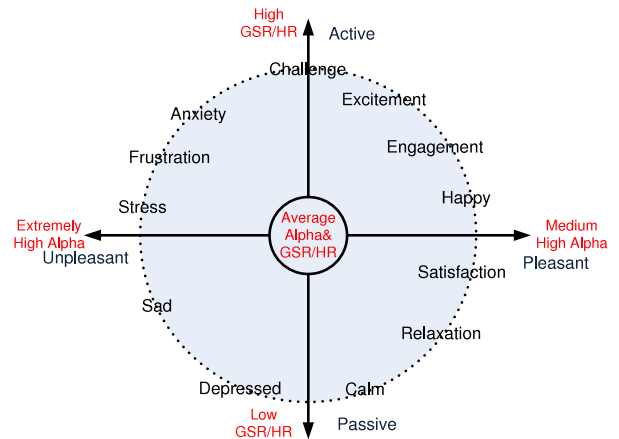 High
GSR/HR
Active
Challenge
Excitement
Anxiety
Engagement
Frustration
Happy
Stress
Average
Alpha&
GSR/HR
Extremely
High Alpha
Medium
High Alpha
Unpleasant
Pleasant
Satisfaction
Sad
Relaxation
Depressed
Calm
Low
GSR/HR
Passive